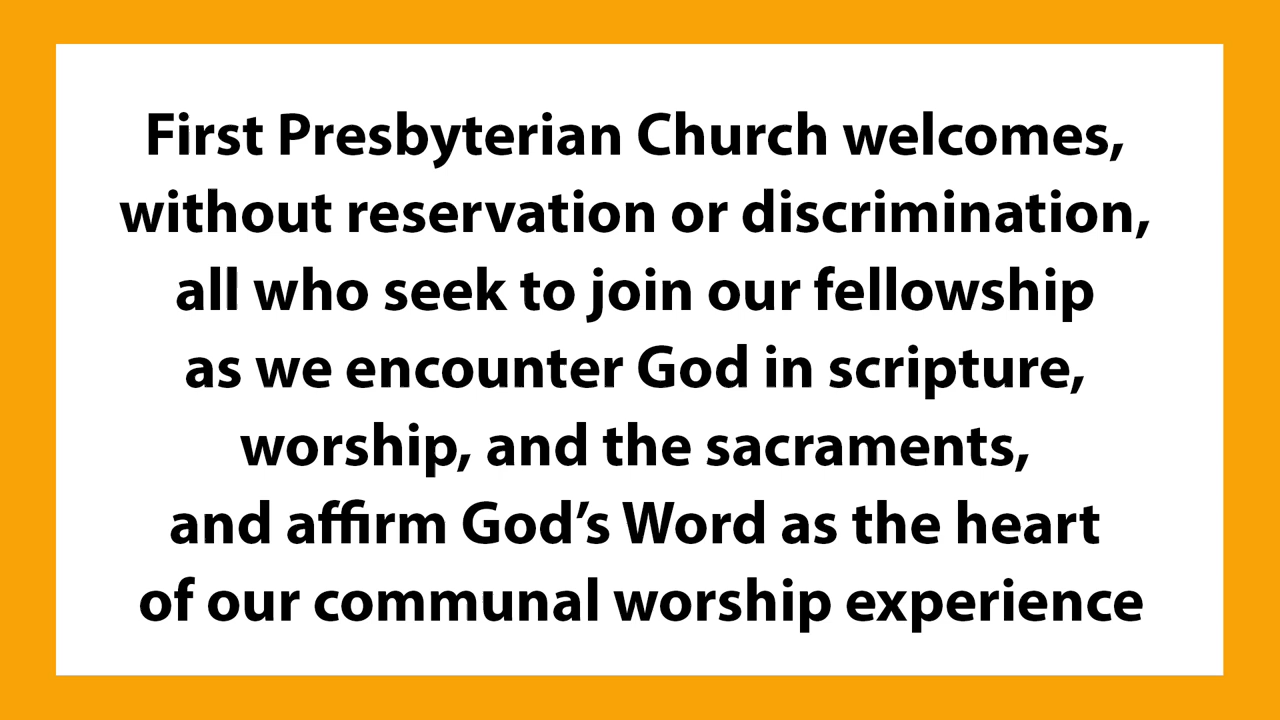 First Presbyterian Church welcomes,
without reservation or discrimination,
all who seek to join our fellowship
as we encounter God in scripture,
worship, and the sacraments,
and affirm God’s Word as the heart
of our communal worship experience